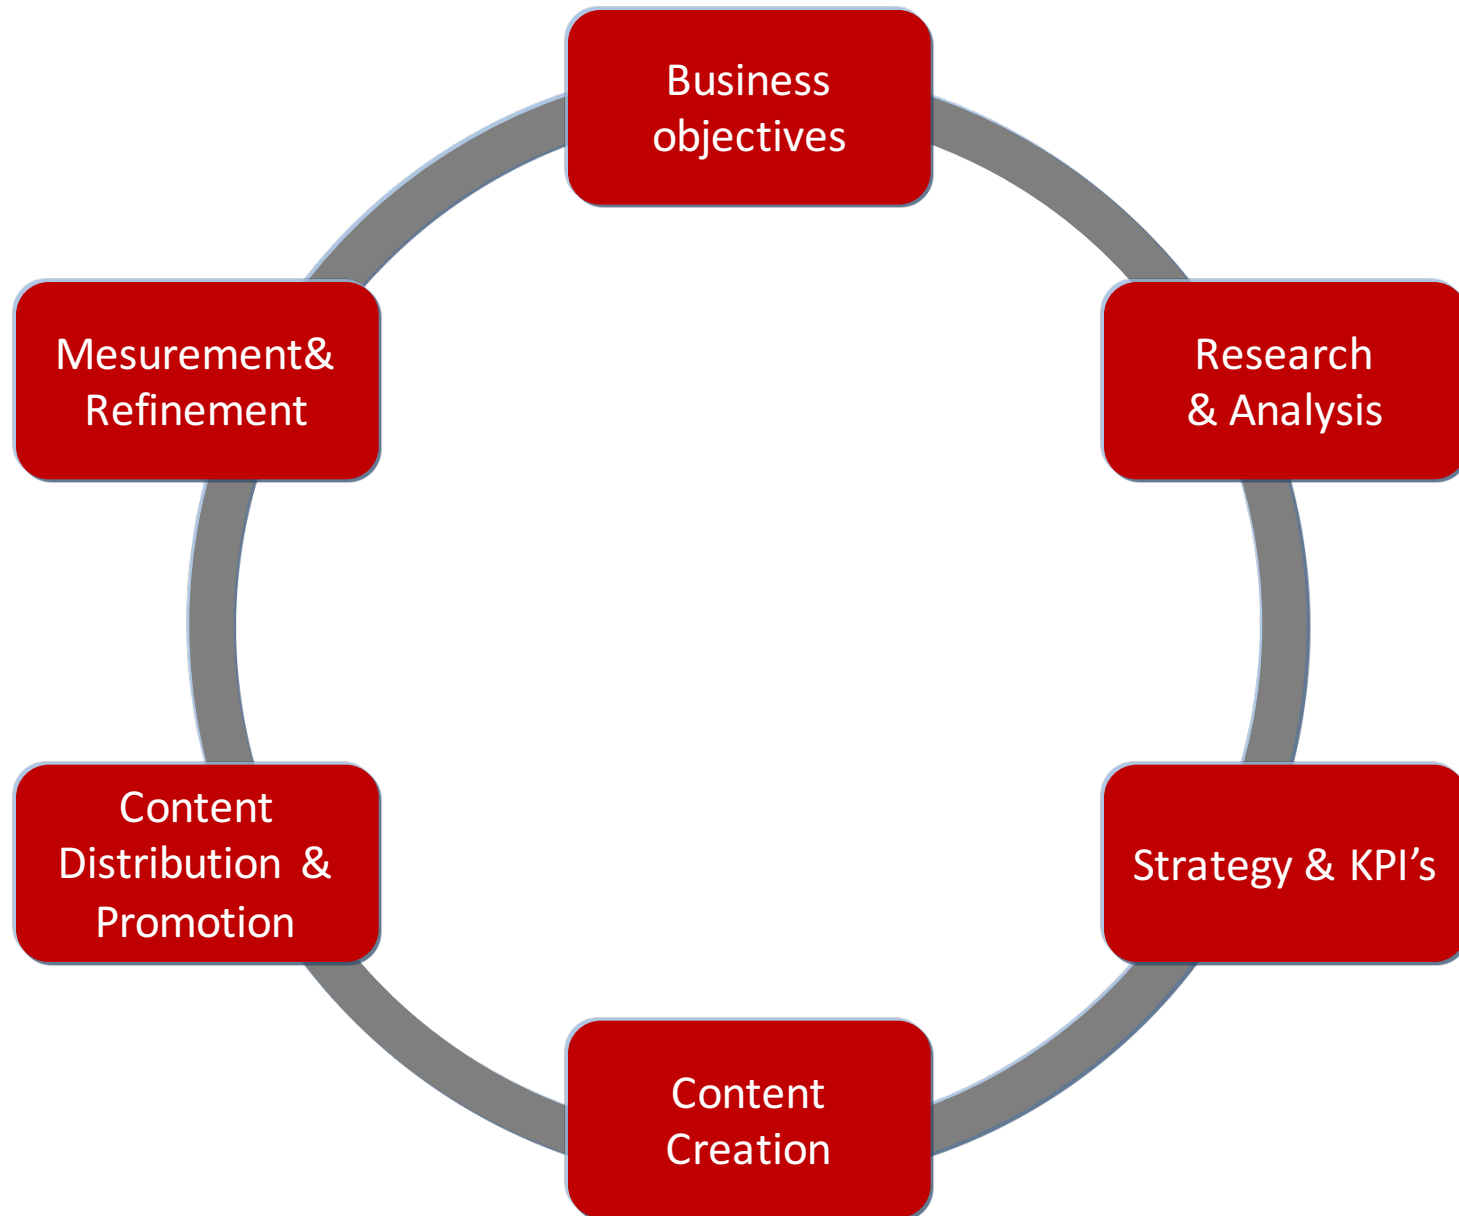 Business
objectives
Research
& Analysis
Strategy & KPI’s
Content
Creation
Content
Distribution & 
Promotion
Mesurement&
Refinement